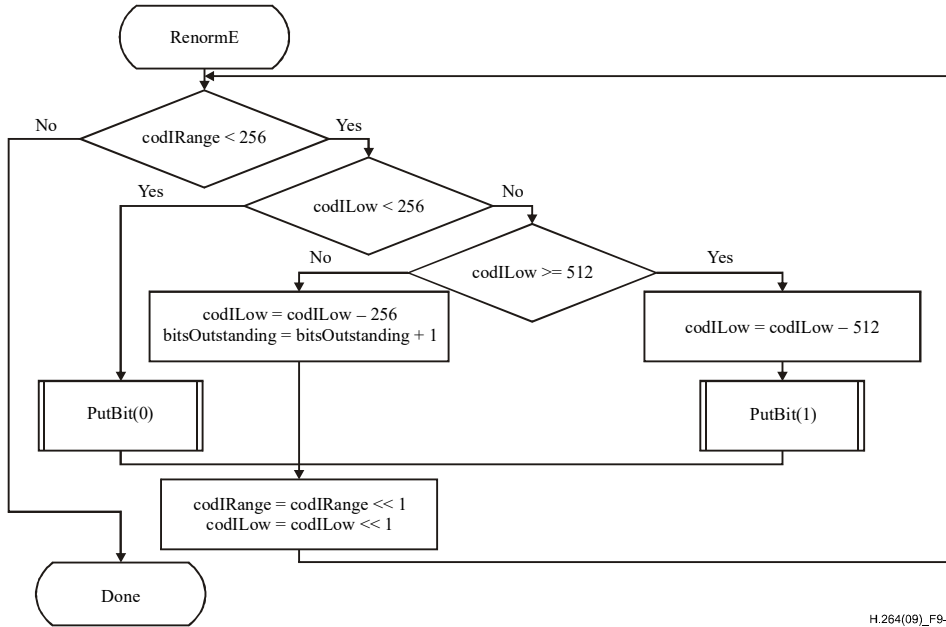 RenormE
codIRange < 256
No
Yes
codILow < 256
Yes
No
codILow >= 512
No
Yes
codILow = codILow – 256
bitsOutstanding = bitsOutstanding + 1
codILow = codILow – 512
PutBit(0)
PutBit(1)
codIRange = codIRange << 1
codILow = codILow << 1
Done
H.264(09)_F9-